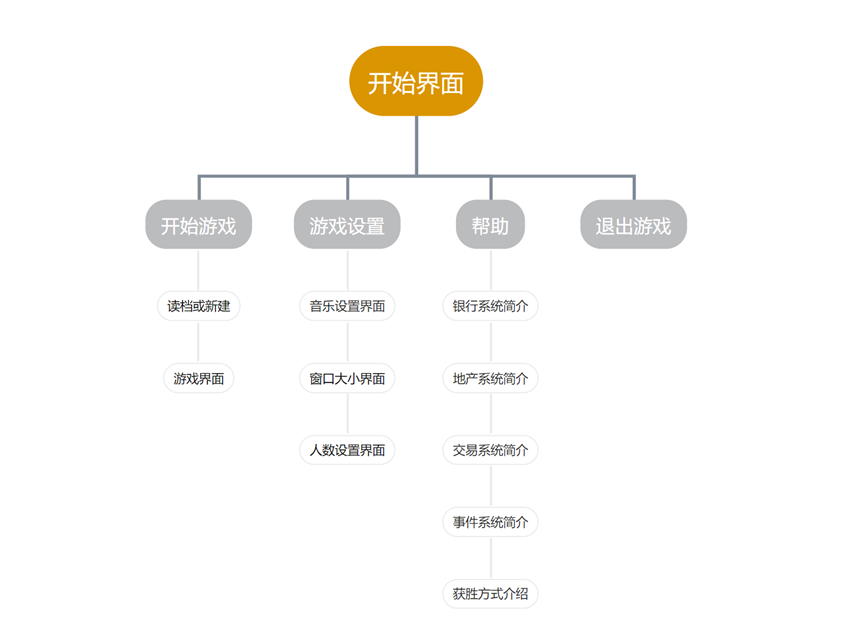 开始界面
开始游戏
游戏设置
帮助
退出游戏
读档或新建
音乐设置界面
银行系统简介
游戏界面
窗口大小界面
地产系统简介
人数设置界面
交易系统简介
事件系统简介
获胜方式介绍